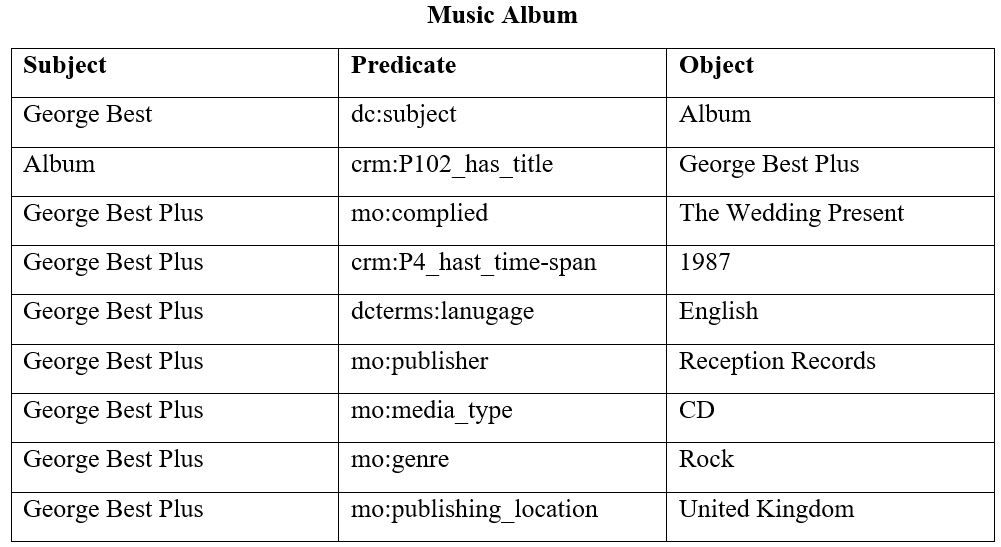 Music Album
Subject Predicate Object
George Best dc:subject Album
Album crm:P102_has_title George Best Plus
George Best Plus mo:complied The Wedding Present
George Best Plus crm:P4_hast_time-span 1987
George Best Plus dcterms:lanugage English
George Best Plus mo:publisher Reception Records
George Best Plus mo:media_type CD
George Best Plus mo:genre Rock
George Best Plus mo:publishing_location United Kingdom